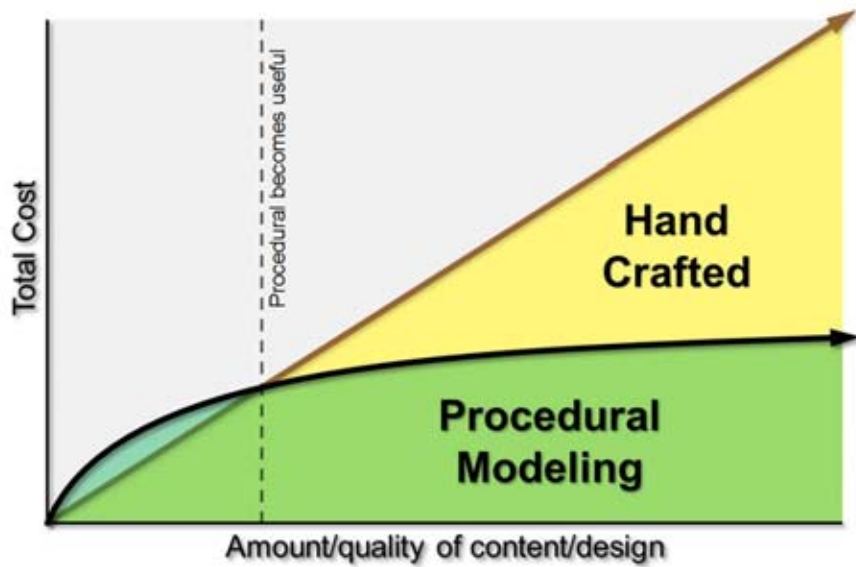 Total Cost
Procedural becomes useful
Hand
Crafted
Procedural
Modeling
Amount/quality of content/design